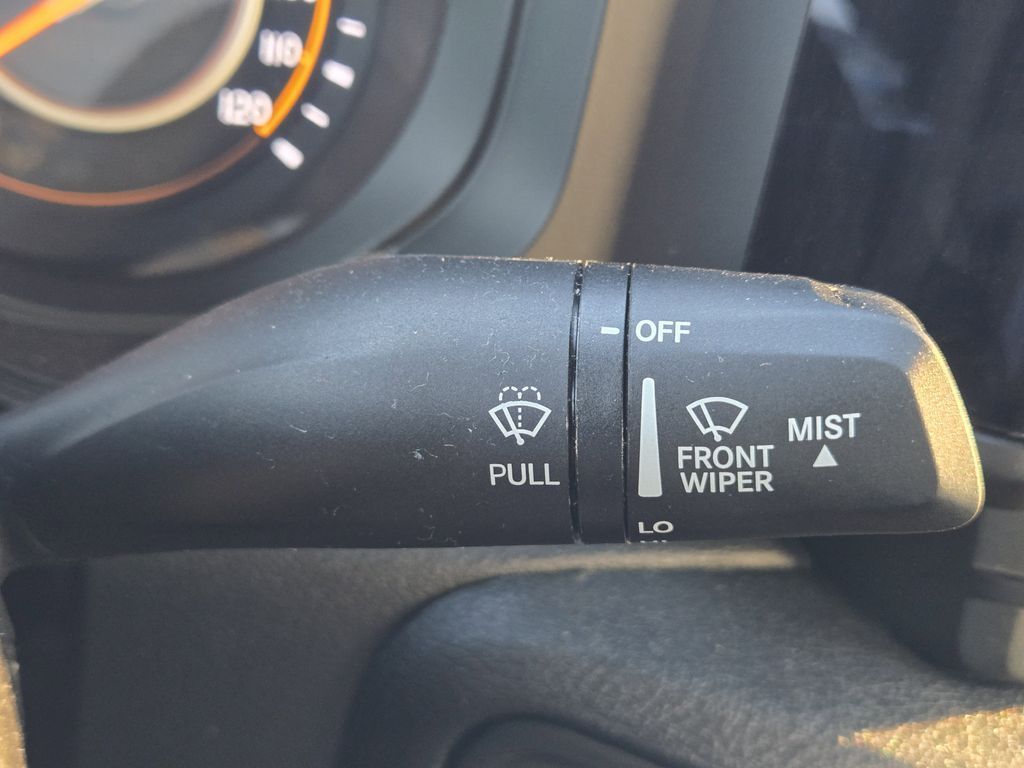 110
120
OFF
PULL
FRONT
WIPER
MIST
LO